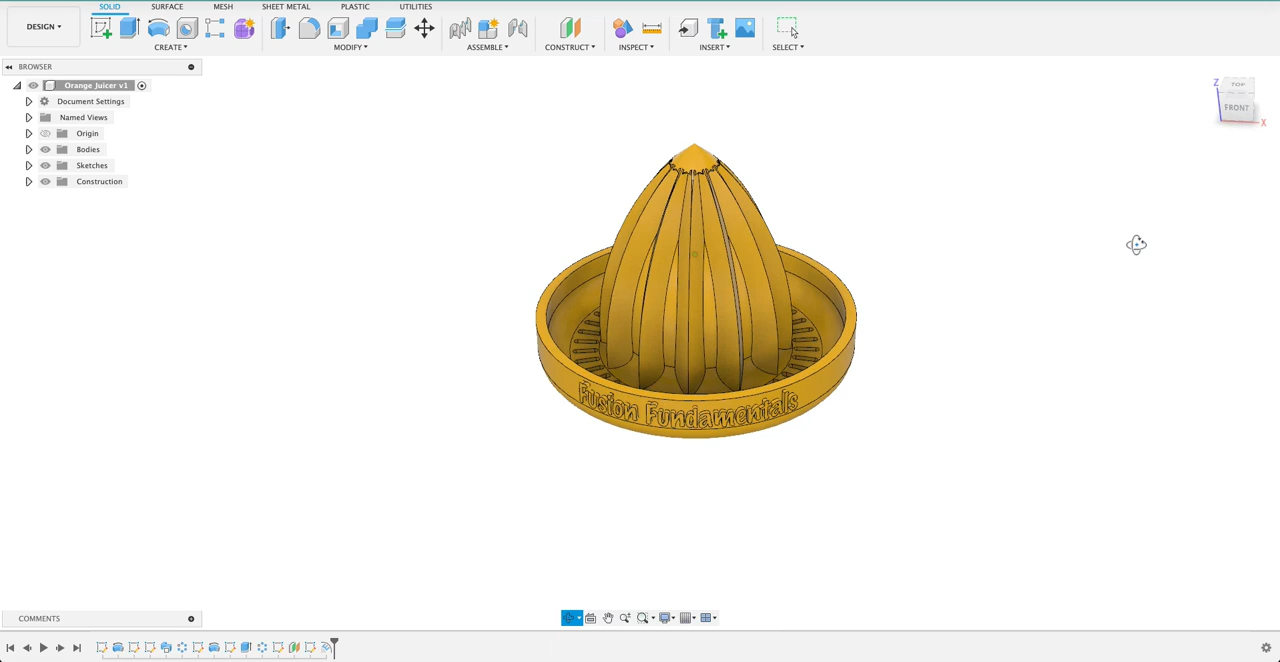 SOLID SURFACE MESH SHEET METAL PLASTIC UTILITIES
DESIGN
CREATE MODIFY ASSEMBLE CONSTRUCT INSPECT INSERT SELECT
BROWSER
Orange Juicer v1
Document Settings
Named Views
Origin
Bodies
Sketches
Construction
Z
TOP
FRONT
X
Fusion Fundamentals
COMMENTS